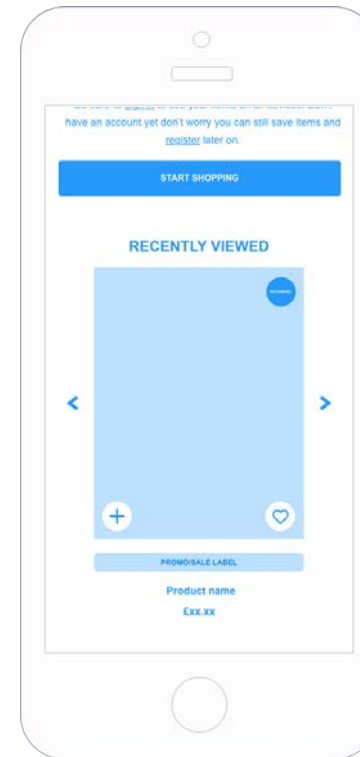 have an account yet don't worry you can still save items and
register later on.
START SHOPPING
RECENTLY VIEWED
PROMO/SALE LABEL
Product name
£xx.xx